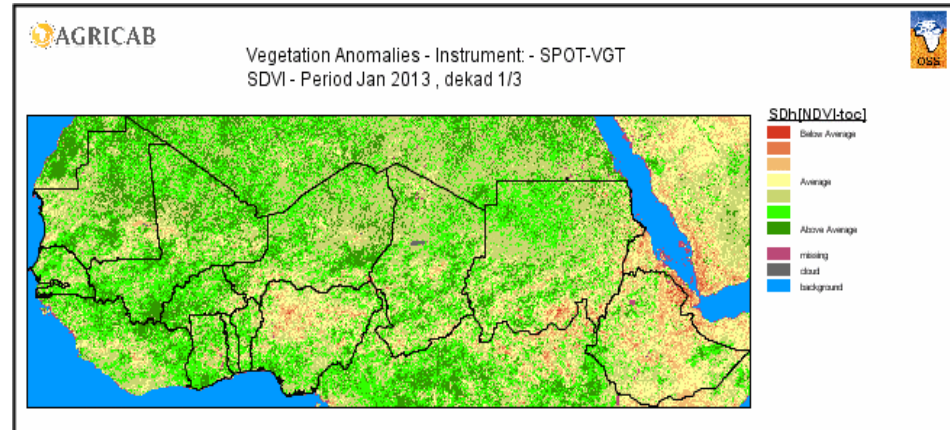 AGRICAB
Vegetation Anomalies - Instrument: - SPOT-VGT
SDVI - Period Jan 2013 , dekad 1/3
OSS
SDh[NDVI-toc]
Below Average
Average
Above Average
missing
cloud
background